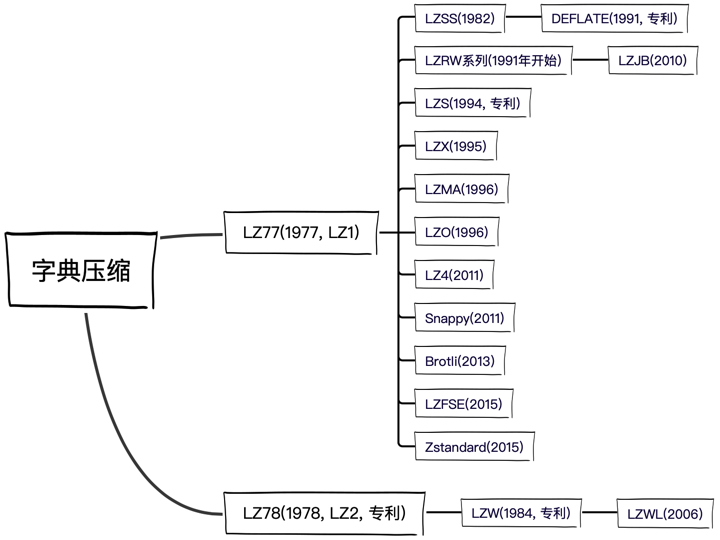 字典压缩
LZ77(1977, LZ1)
LZSS(1982)
DEFLATE(1991, 专利)
LZRW系列(1991年开始)
LZJB(2010)
LZS(1994, 专利)
LZX(1995)
LZMA(1996)
LZO(1996)
LZ4(2011)
Snappy(2011)
Brotli(2013)
LZFSE(2015)
Zstandard(2015)
LZ78(1978, LZ2, 专利)
LZW(1984, 专利)
LZWL(2006)